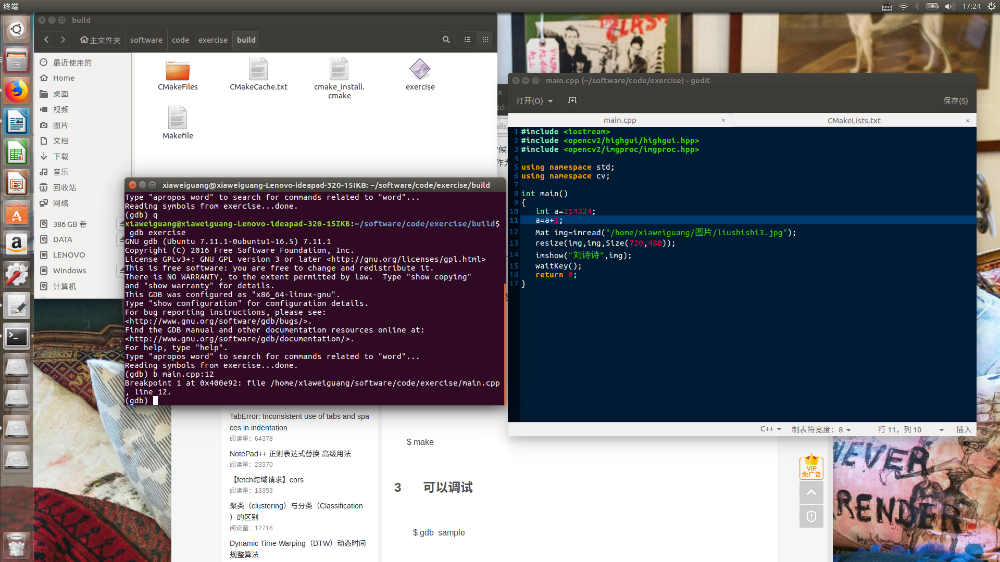 终端
17:24
build
主文件夹 software code exercise build
最近使用的
Home
桌面
视频
图片
文档
下载
音乐
回收站
网络
386 GB 卷
DATA
LENOVO
Windows
计算机
CMakeFiles
CMakeCache.txt
cmake_install.
cmake
exercise
Makefile
xiaweiguang@xiaweiguang-Lenovo-ideapad-320-15IKB: ~/software/code/exercise/build
Type "apropos word" to search for commands related to "word"...
Reading symbols from exercise...done.
(gdb) q
xiaweiguang@xiaweiguang-Lenovo-ideapad-320-15IKB:~/software/code/exercise/build$
gdb exercise
GNU gdb (Ubuntu 7.11.1-0ubuntu1~16.5) 7.11.1
Copyright (C) 2016 Free Software Foundation, Inc.
License GPLv3+: GNU GPL version 3 or later <http://gnu.org/licenses/gpl.html>
This is free software: you are free to change and redistribute it.
There is NO WARRANTY, to the extent permitted by law.  Type "show copying"
and "show warranty" for details.
This GDB was configured as "x86_64-linux-gnu".
Type "show configuration" for configuration details.
For bug reporting instructions, please see:
<http://www.gnu.org/software/gdb/bugs/>.
Find the GDB manual and other documentation resources online at:
<http://www.gnu.org/software/gdb/documentation/>.
For help, type "help".
Type "apropos word" to search for commands related to "word"...
Reading symbols from exercise...done.
(gdb) b main.cpp:12
Breakpoint 1 at 0x400e92: file /home/xiaweiguang/software/code/exercise/main.cpp
, line 12.
(gdb)
main.cpp (~/software/code/exercise) - gedit
打开(O)
保存(S)
main.cpp ×
CMakeLists.txt ×
1 #include <iostream>
2 #include <opencv2/highgui/highgui.hpp>
3 #include <opencv2/imgproc/imgproc.hpp>
4
5 using namespace std;
6 using namespace cv;
7
8 int main()
9 {
10 int a=214324;
11 a=a+1;
12 Mat img=imread("/home/xiaweiguang/图片/liushishi3.jpg");
13 resize(img,img,Size(720,480));
14 imshow("刘诗诗",img);
15 waitKey();
16 return 0;
17 }
C++ 制表符宽度：8 行 11，列 10 插入
TabError: Inconsistent use of tabs and spa
ces in indentation
阅读量：64378
NotePad++ 正则表达式替换 高级用法
阅读量：23370
【fetch跨域请求】cors
阅读量：13353
聚类（clustering）与分类（Classification
）的区别
阅读量：12716
Dynamic Time Warping（DTW）动态时间
规整算法
$ make
3 可以调试
$ gdb sample
VIP
免广告
THE
CLASH
NEVER
RENDER